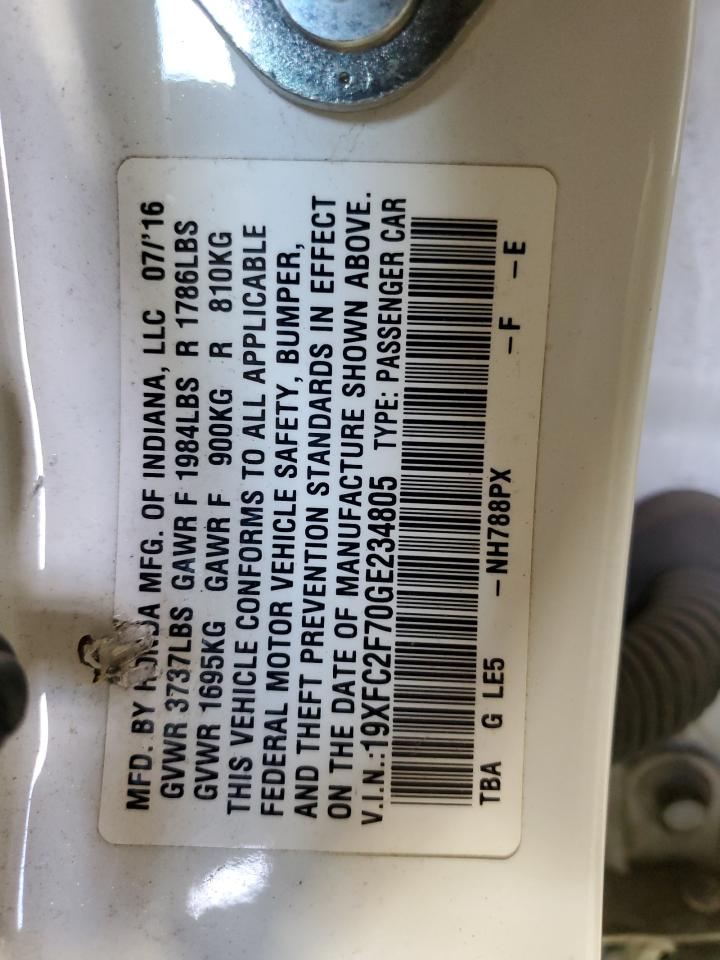 MFD. BY HONDA MFG. OF INDIANA, LLC 07/'16
GVWR 3737LBS GAWR F 1984LBS R 1786LBS
GVWR 1695KG GAWR F 900KG R 810KG
THIS VEHICLE CONFORMS TO ALL APPLICABLE
FEDERAL MOTOR VEHICLE SAFETY, BUMPER,
AND THEFT PREVENTION STANDARDS IN EFFECT
ON THE DATE OF MANUFACTURE SHOWN ABOVE.
V.I.N.:19XFC2F70GE234805 TYPE: PASSENGER CAR
TBA G LE5 -NH788PX -F -E